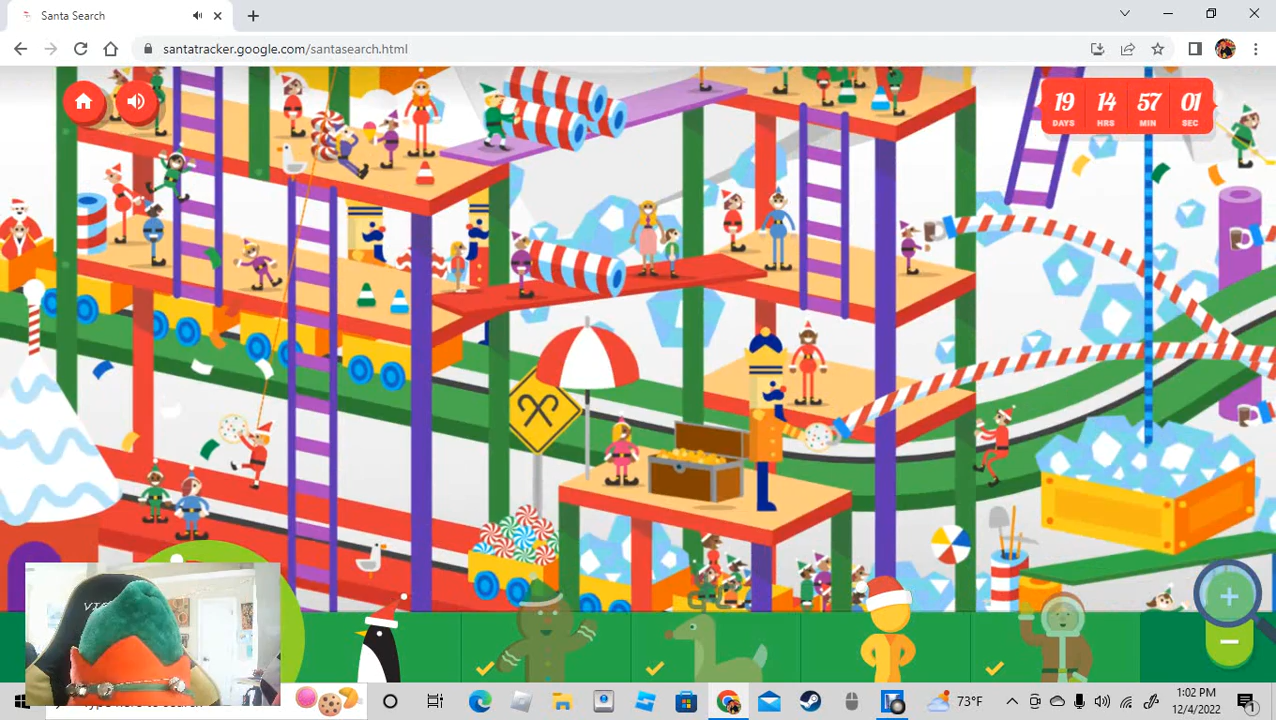 Santa Search
santatracker.google.com/santasearch.html
19 14 57 01
DAYS HRS MIN SEC
73°F
1:02 PM
12/4/2022